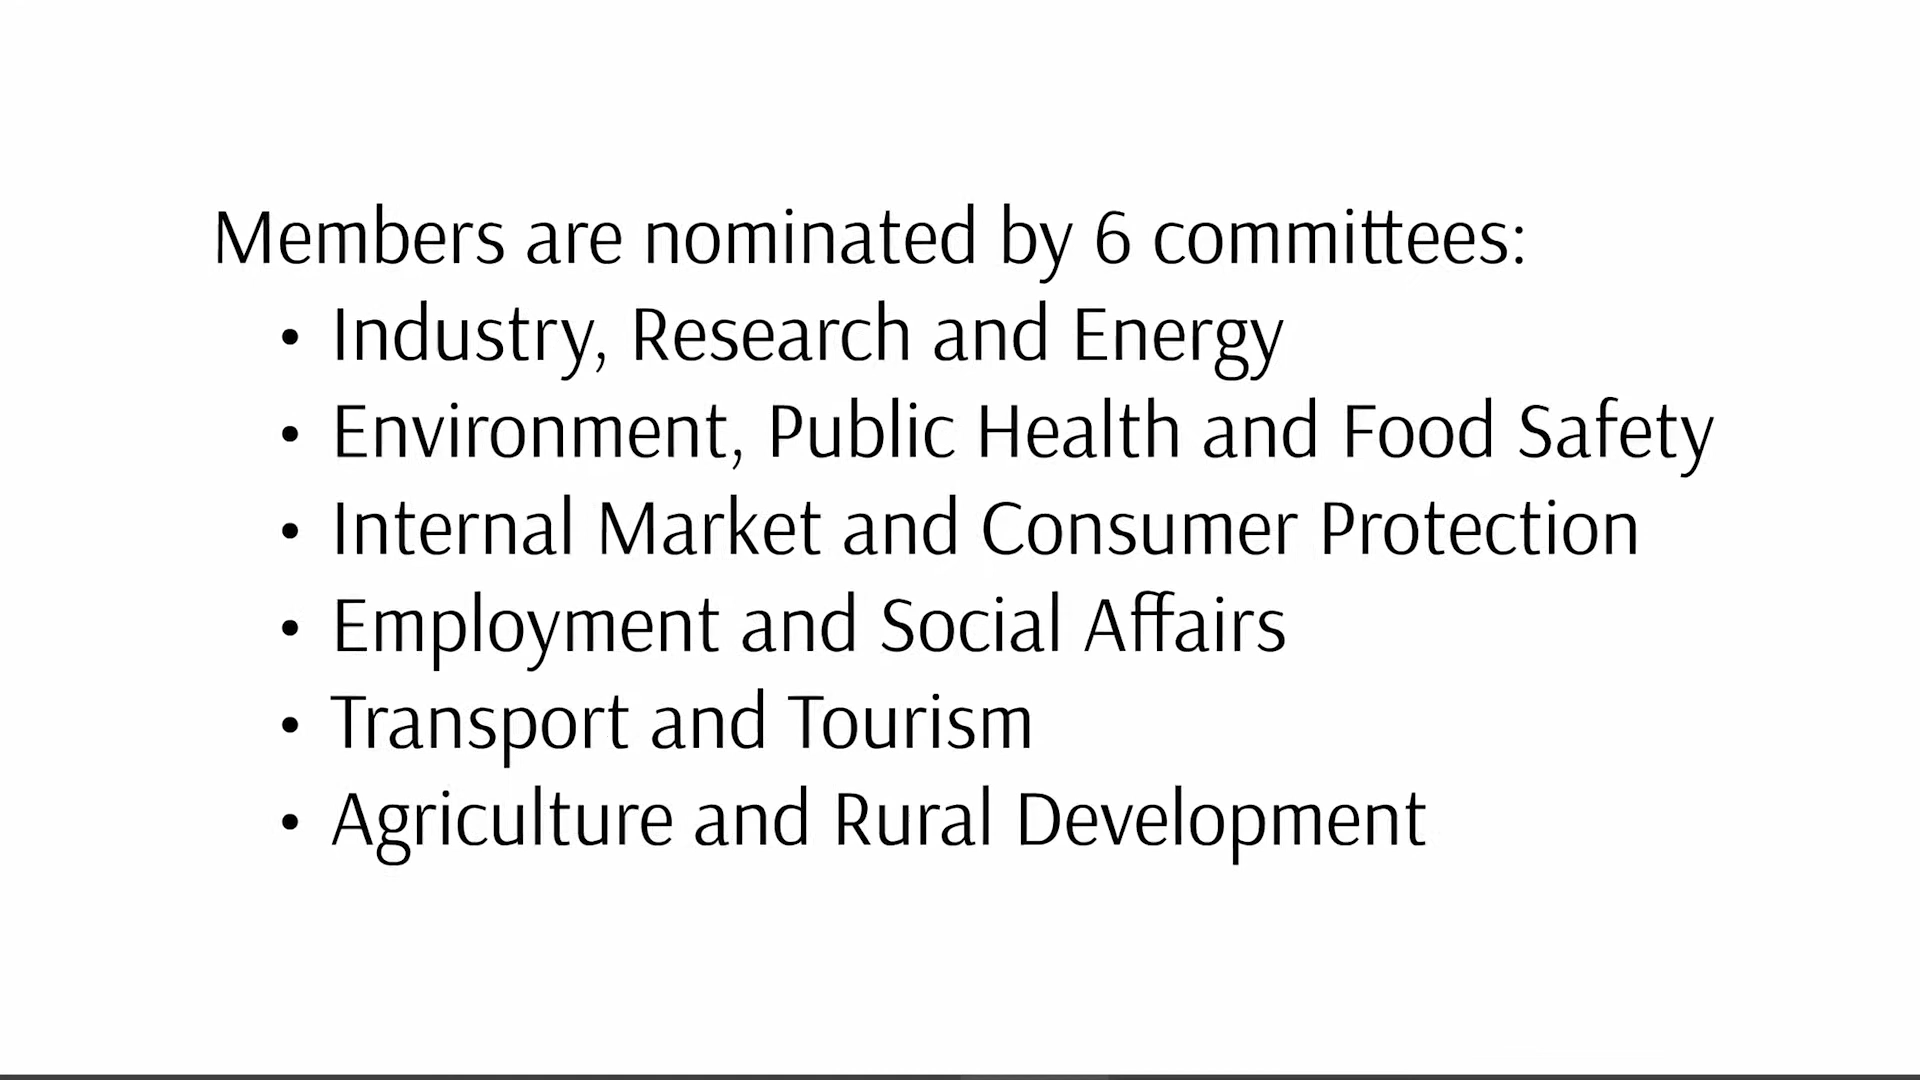 Members are nominated by 6 committees:
• Industry, Research and Energy
• Environment, Public Health and Food Safety
• Internal Market and Consumer Protection
• Employment and Social Affairs
• Transport and Tourism
• Agriculture and Rural Development